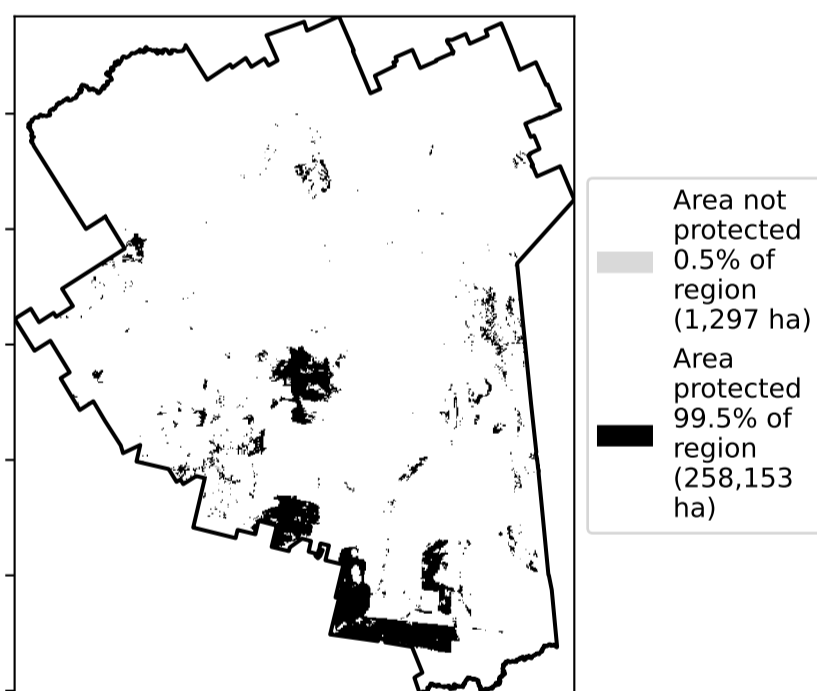 Area not
protected
0.5% of
region
(1,297 ha)
Area
protected
99.5% of
region
(258,153
ha)